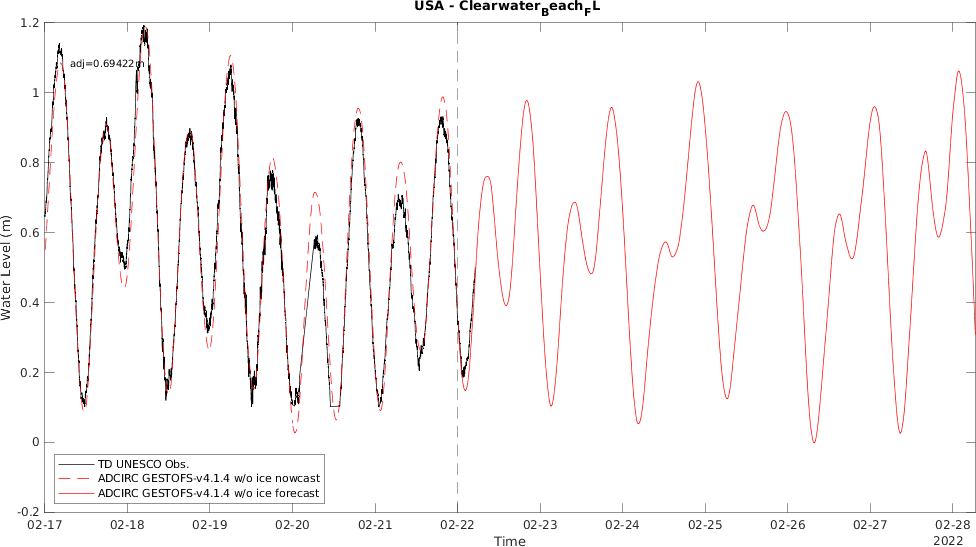 USA - Clearwater_Beach_FL
1.2
1
0.8
0.6
0.4
0.2
0
-0.2
Water Level (m)
adj=0.69422m
TD UNESCO Obs.
ADCIRC GESTOFS-v4.1.4 w/o ice nowcast
ADCIRC GESTOFS-v4.1.4 w/o ice forecast
02-17 02-18 02-19 02-20 02-21 02-22 02-23 02-24 02-25 02-26 02-27 02-28
Time
2022